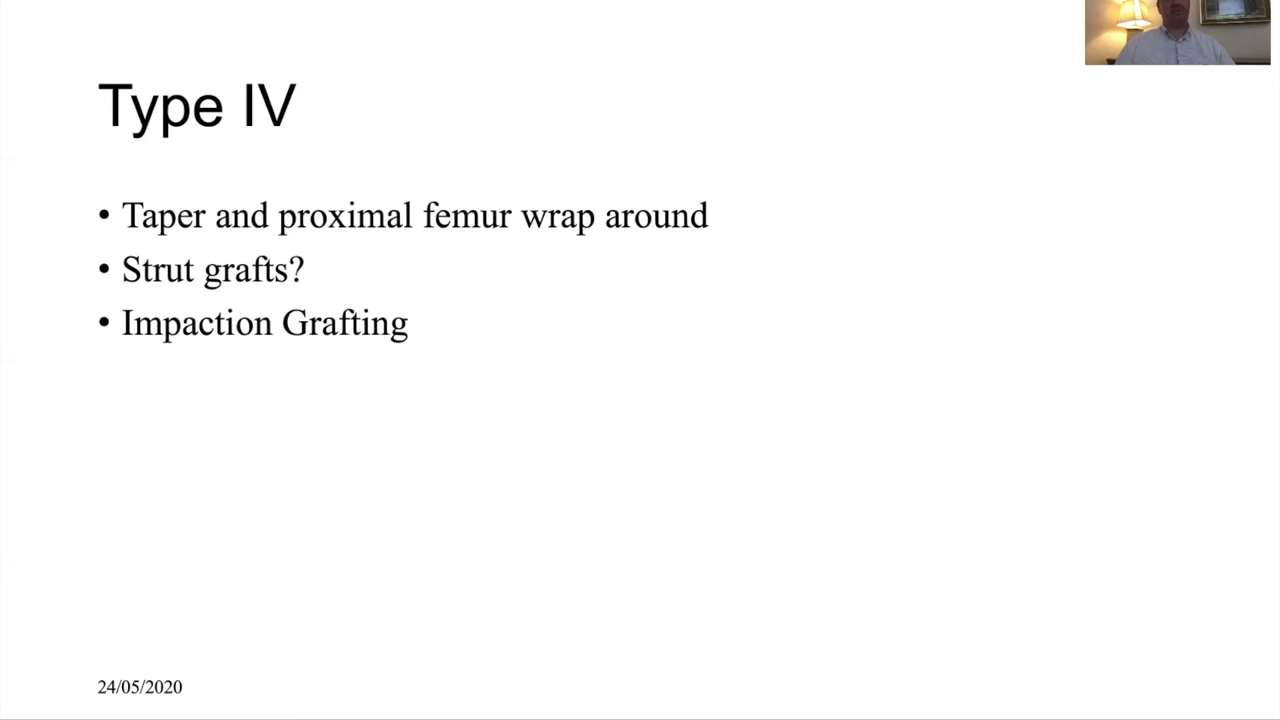 Type IV
• Taper and proximal femur wrap around
• Strut grafts?
• Impaction Grafting
24/05/2020